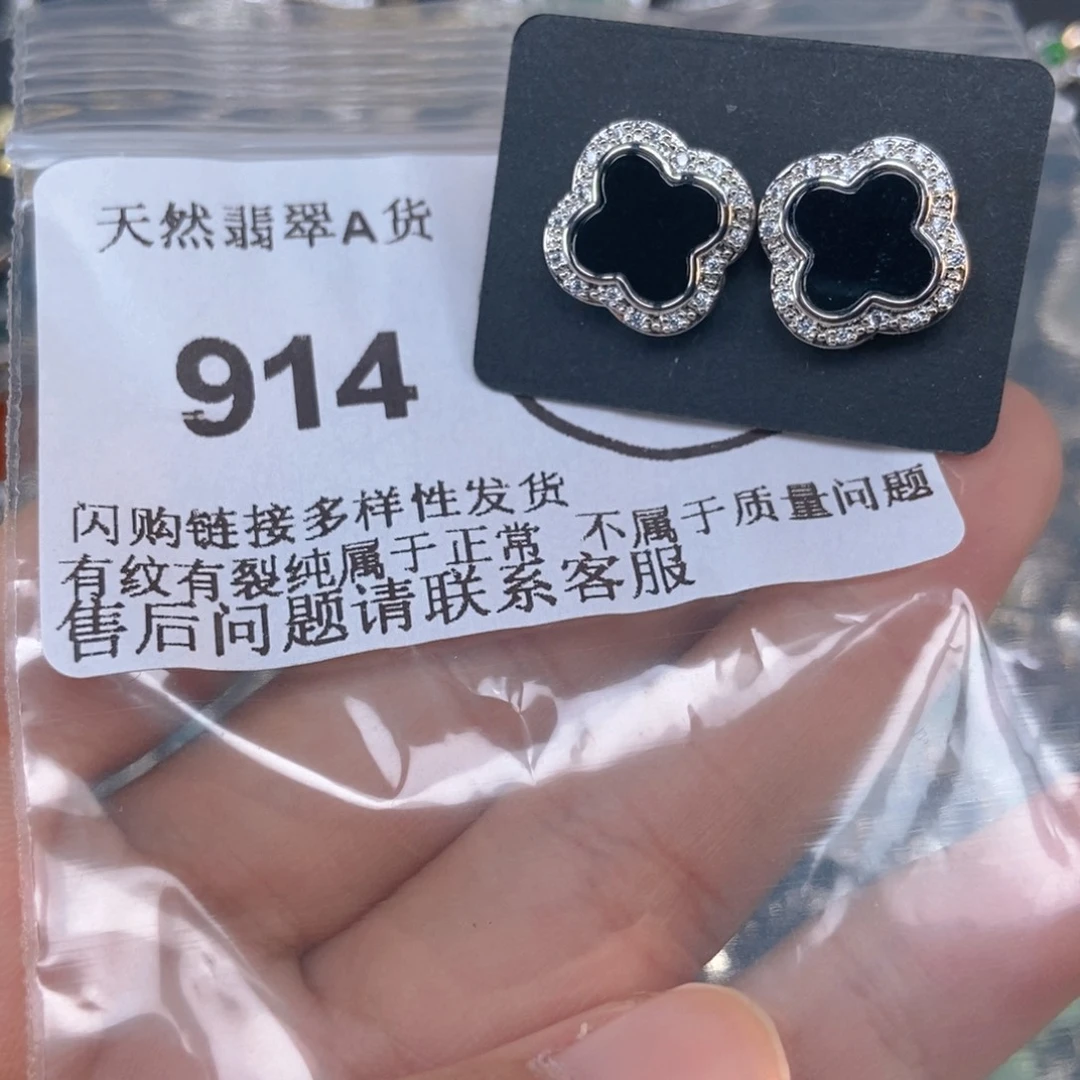 天然翡翠A货
914
闪购链接多样性发货
有纹有裂纯属于正常 不属于质量问题
售后问题请联系客服